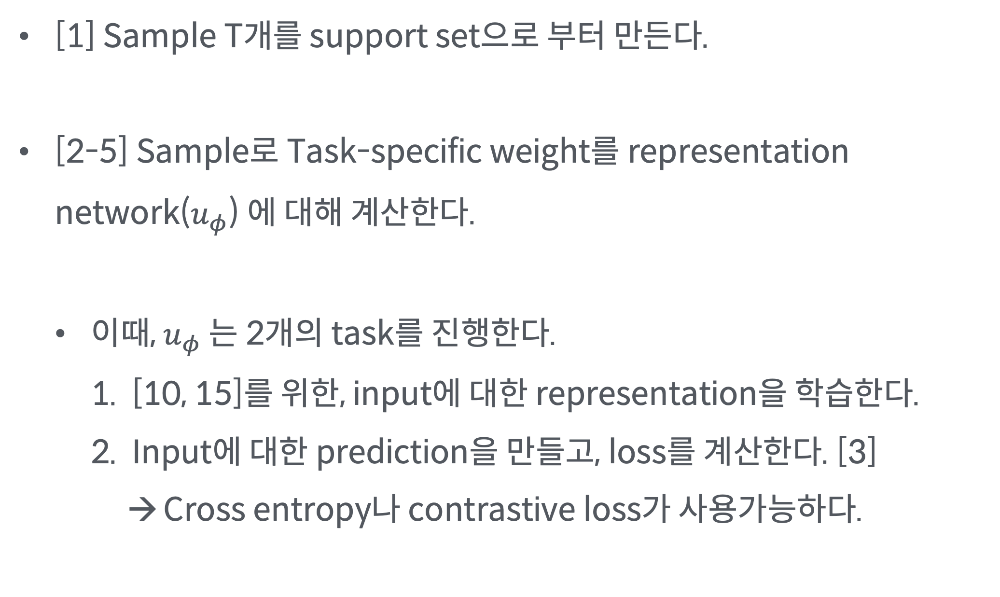 • [1] Sample T개를 support set으로 부터 만든다.
• [2-5] Sample로 Task-specific weight를 representation
network(𝑢𝜙) 에 대해 계산한다.
• 이때, 𝑢𝜙 는 2개의 task를 진행한다.
1. [10, 15]를 위한, input에 대한 representation을 학습한다.
2. Input에 대한 prediction을 만들고, loss를 계산한다. [3]
→ Cross entropy나 contrastive loss가 사용가능하다.